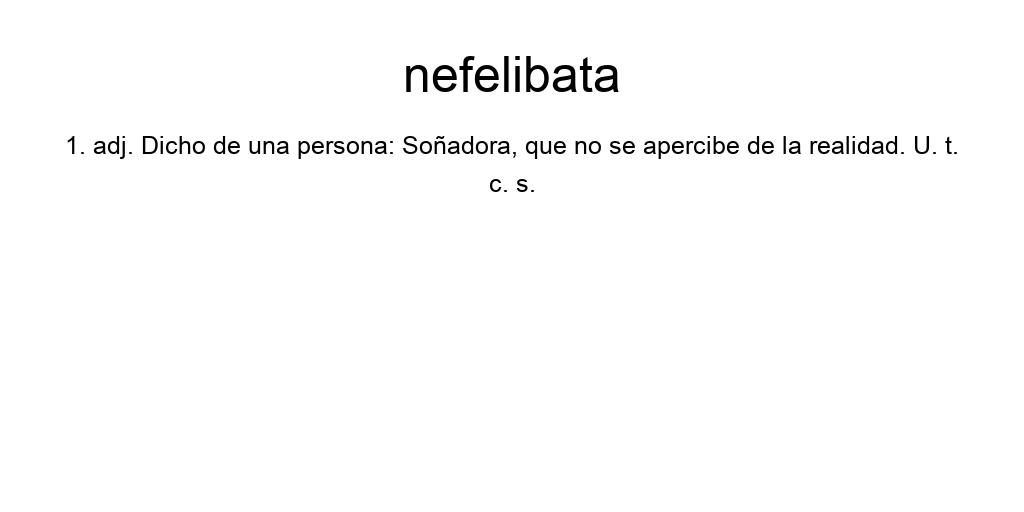 nefelibata
1. adj. Dicho de una persona: Soñadora, que no se apercibe de la realidad. U. t.
c. s.